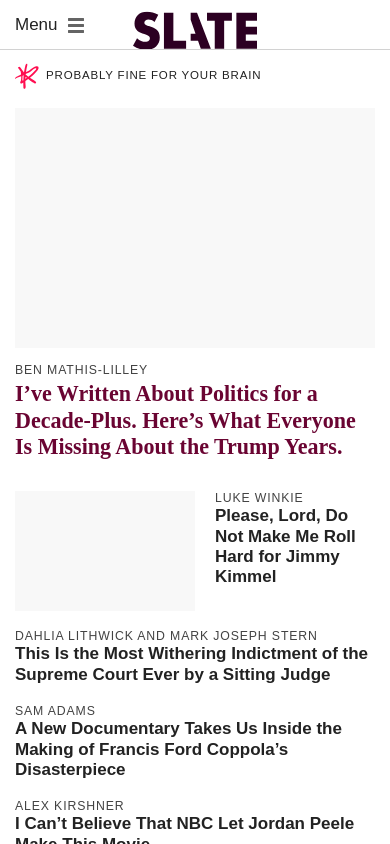 Menu
SLATE
PROBABLY FINE FOR YOUR BRAIN
BEN MATHIS-LILLEY
I’ve Written About Politics for a
Decade-Plus. Here’s What Everyone
Is Missing About the Trump Years.
LUKE WINKIE
Please, Lord, Do
Not Make Me Roll
Hard for Jimmy
Kimmel
DAHLIA LITHWICK AND MARK JOSEPH STERN
This Is the Most Withering Indictment of the
Supreme Court Ever by a Sitting Judge
SAM ADAMS
A New Documentary Takes Us Inside the
Making of Francis Ford Coppola’s
Disasterpiece
ALEX KIRSHNER
I Can’t Believe That NBC Let Jordan Peele
Make This Movie